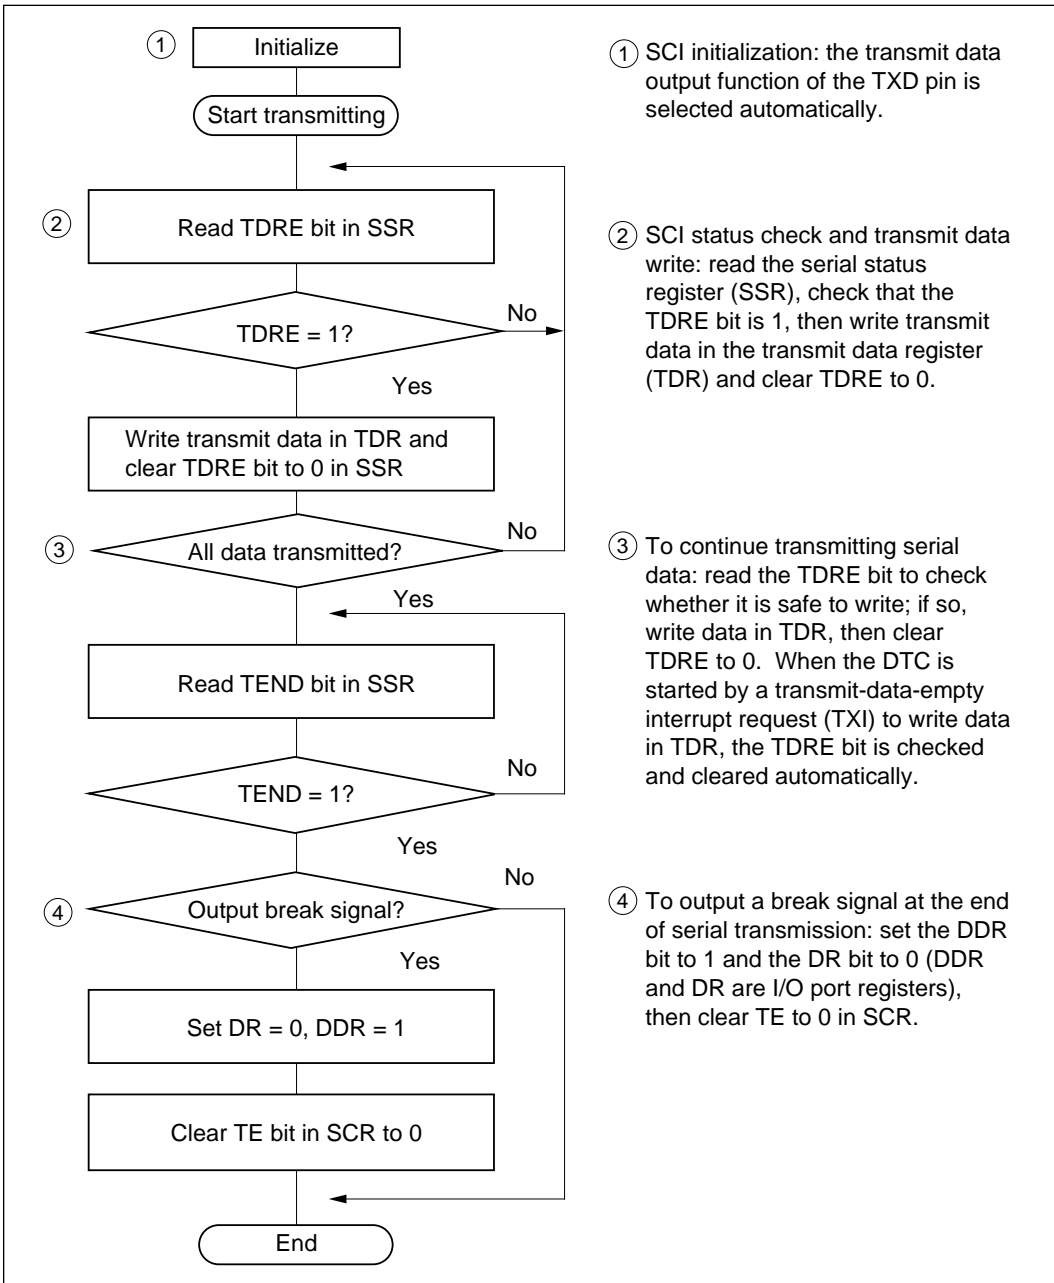 1 Initialize
Start transmitting
2 Read TDRE bit in SSR
TDRE = 1?
No
Yes
Write transmit data in TDR and
clear TDRE bit to 0 in SSR
3 All data transmitted?
No
Yes
Read TEND bit in SSR
TEND = 1?
No
Yes
4 Output break signal?
No
Yes
Set DR = 0, DDR = 1
Clear TE bit in SCR to 0
End
1 SCI initialization: the transmit data
output function of the TXD pin is
selected automatically.
2 SCI status check and transmit data
write: read the serial status
register (SSR), check that the
TDRE bit is 1, then write transmit
data in the transmit data register
(TDR) and clear TDRE to 0.
3 To continue transmitting serial
data: read the TDRE bit to check
whether it is safe to write; if so,
write data in TDR, then clear
TDRE to 0.  When the DTC is
started by a transmit-data-empty
interrupt request (TXI) to write data
in TDR, the TDRE bit is checked
and cleared automatically.
4 To output a break signal at the end
of serial transmission: set the DDR
bit to 1 and the DR bit to 0 (DDR
and DR are I/O port registers),
then clear TE to 0 in SCR.